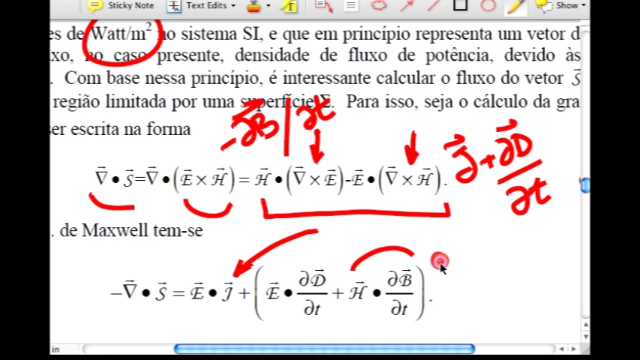 Sticky Note Text Edits
es de Watt/m² no sistema SI, e que em princípio representa um vetor d
xo, no caso presente, densidade de fluxo de potência, devido às
. Com base nessa princípio, é interessante calcular o fluxo do vetor 𝒮⃗
região limitada por uma superfície Σ. Para isso, seja o cálculo da gra
ser escrita na forma
-∂B⃗/∂t
J⃗+∂D⃗/∂t
∇⃗ • 𝒮⃗ =∇⃗ • (ℰ⃗ × ℋ⃗) = ℋ⃗ • (∇⃗ × ℰ⃗) -ℰ⃗ • (∇⃗ × ℋ⃗).
. de Maxwell tem-se
-∇⃗ • 𝒮⃗ = ℰ⃗ • 𝒥⃗ + (ℰ⃗ • ∂𝒟⃗/∂t + ℋ⃗ • ∂ℬ⃗/∂t).
in